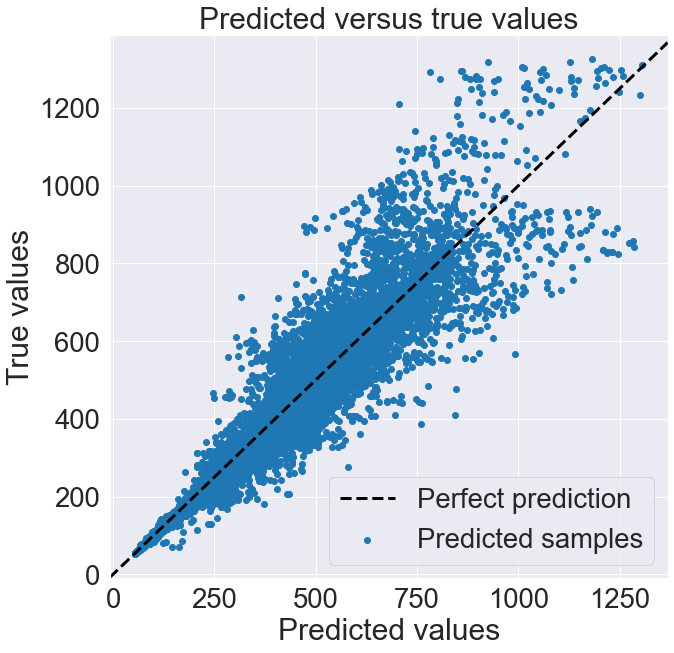 Predicted versus true values
True values
1200
1000
800
600
400
200
0
0 250 500 750 1000 1250
Predicted values
Perfect prediction
Predicted samples